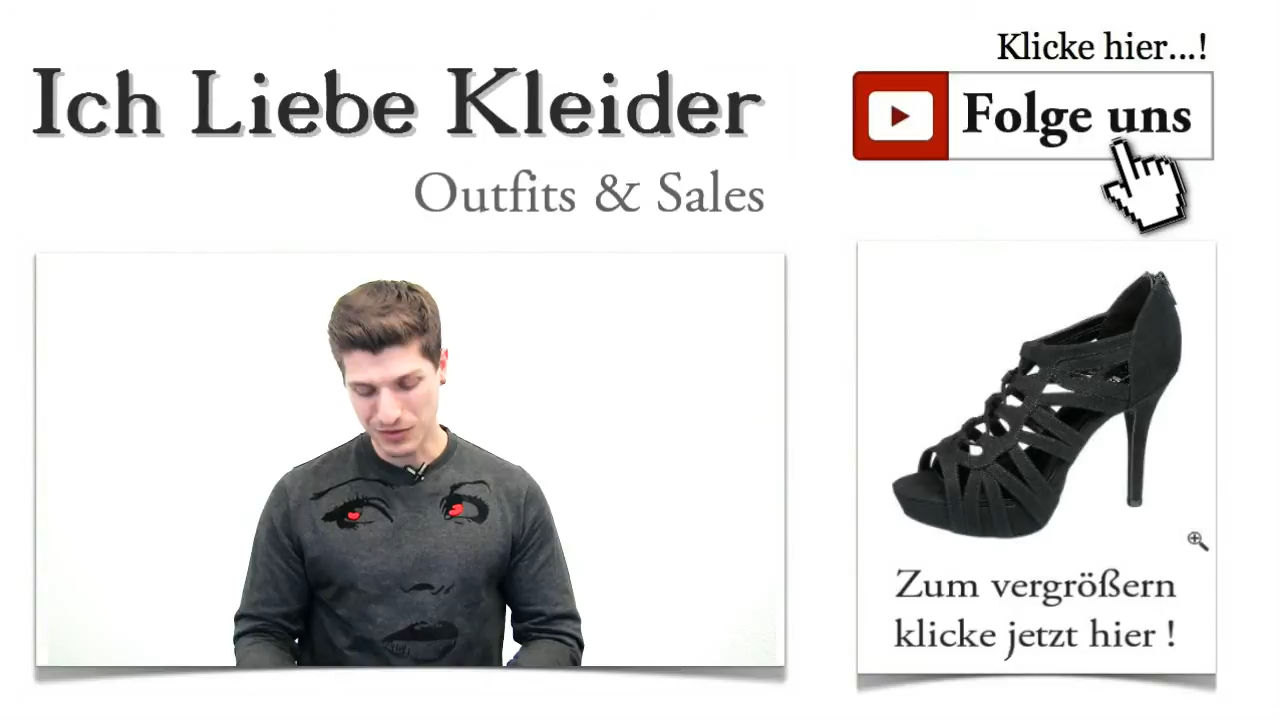 Ich Liebe Kleider
Outfits & Sales
Klicke hier...!
Folge uns
Zum vergrößern
klicke jetzt hier !